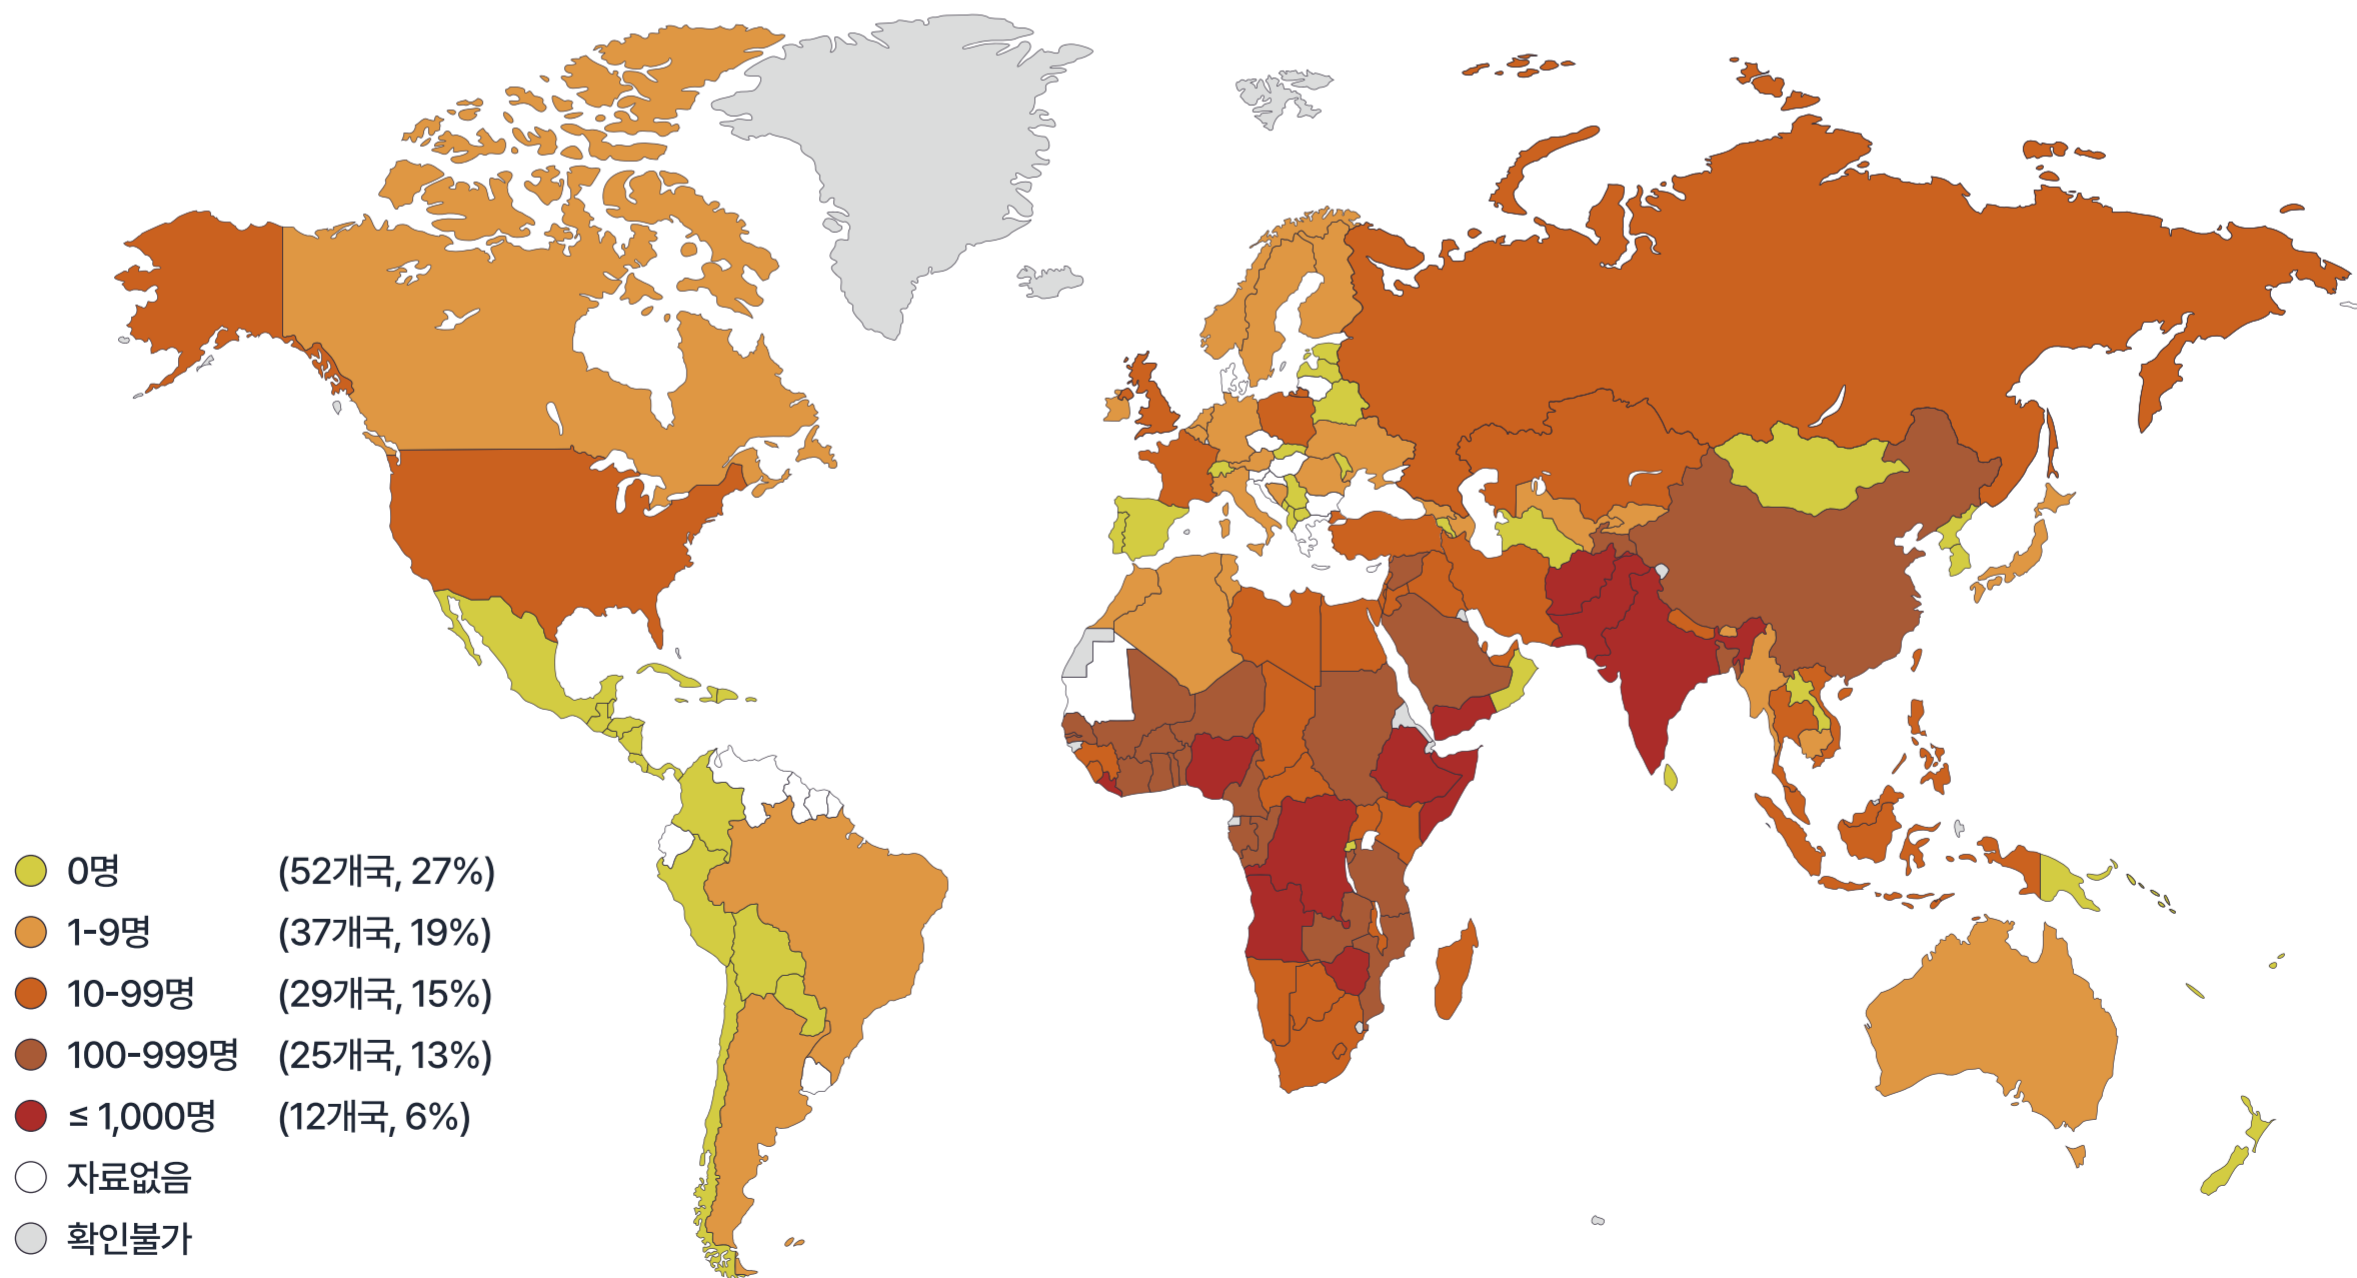 0명 (52개국, 27%)
1-9명 (37개국, 19%)
10-99명 (29개국, 15%)
100-999명 (25개국, 13%)
≤ 1,000명 (12개국, 6%)
자료없음
확인불가